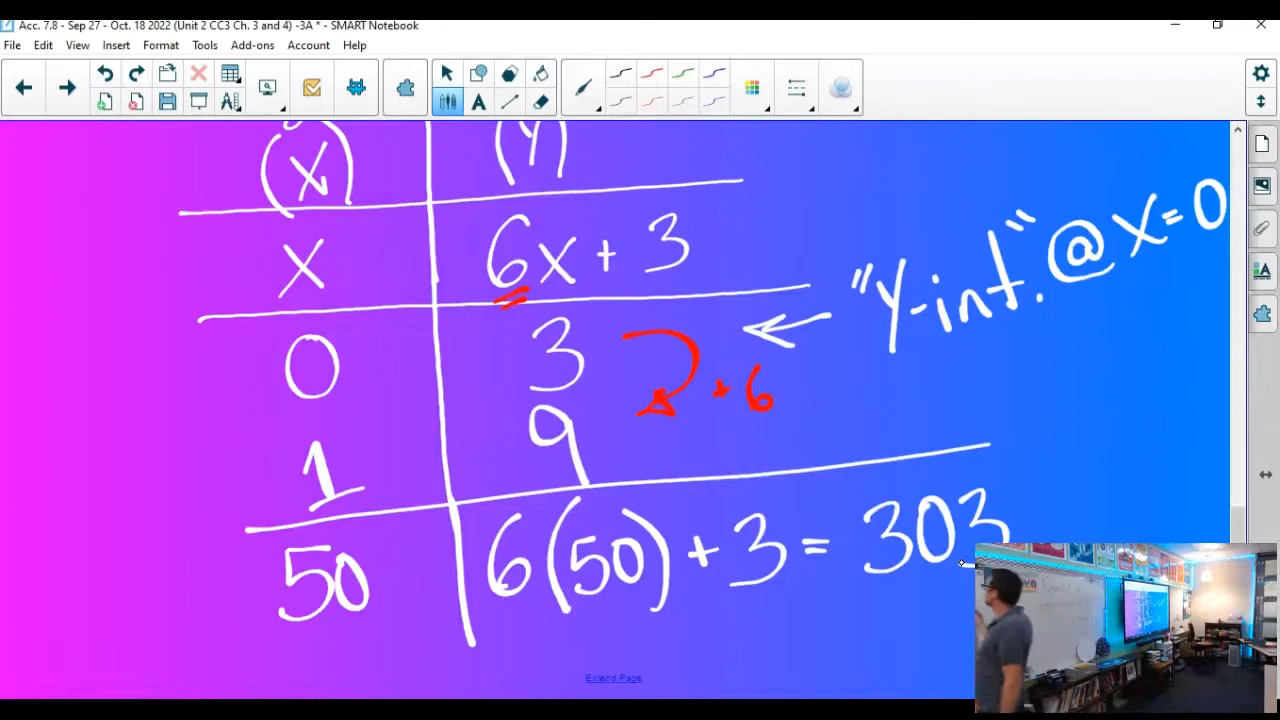 Acc. 7.8 - Sep 27 - Oct. 18 2022 (Unit 2 CC3 Ch. 3 and 4) -3A * - SMART Notebook
File Edit View Insert Format Tools Add-ons Account Help
(x) (y)
x 6x + 3
"y-int." @ x = 0
0 3
+ 6
1 9
50 6(50) + 3 = 303
Extend Page